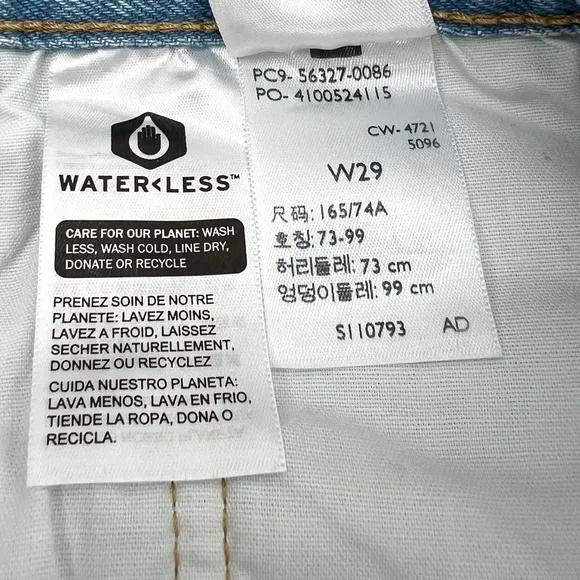 WATER<LESS™
CARE FOR OUR PLANET: WASH
LESS, WASH COLD, LINE DRY,
DONATE OR RECYCLE
PRENEZ SOIN DE NOTRE
PLANETE: LAVEZ MOINS,
LAVEZ A FROID, LAISSEZ
SECHER NATURELLEMENT,
DONNEZ OU RECYCLEZ
CUIDA NUESTRO PLANETA:
LAVA MENOS, LAVA EN FRIO,
TIENDE LA ROPA, DONA O
RECICLA.
PC9- 56327-0086
PO- 4100524115
CW- 4721
5096
W29
尺码: 165/74A
호칭: 73-99
허리둘레: 73 cm
엉덩이둘레: 99 cm
S110793 AD